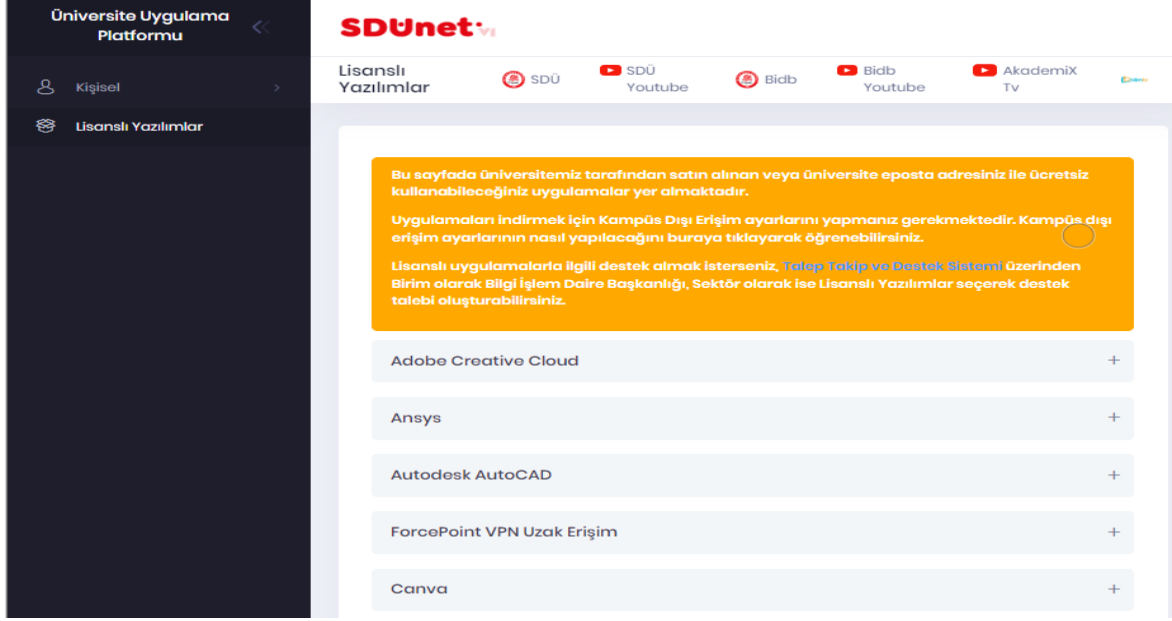 Üniversite Uygulama
Platformu
Kişisel
Lisanslı Yazılımlar
SDÜnet
Lisanslı
Yazılımlar
SDÜ
SDÜ
Youtube
Bidb
Bidb
Youtube
AkademiX
Tv
Bu sayfada üniversitemiz tarafından satın alınan veya üniversite eposta adresiniz ile ücretsiz
kullanabileceğiniz uygulamalar yer almaktadır.
Uygulamaları indirmek için Kampüs Dışı Erişim ayarlarını yapmanız gerekmektedir. Kampüs dışı
erişim ayarlarının nasıl yapılacağını buraya tıklayarak öğrenebilirsiniz.
Lisanslı uygulamalarla ilgili destek almak isterseniz, Talep Takip ve Destek Sistemi üzerinden
Birim olarak Bilgi İşlem Daire Başkanlığı, Sektör olarak ise Lisanslı Yazılımlar seçerek destek
talebi oluşturabilirsiniz.
Adobe Creative Cloud
Ansys
Autodesk AutoCAD
ForcePoint VPN Uzak Erişim
Canva